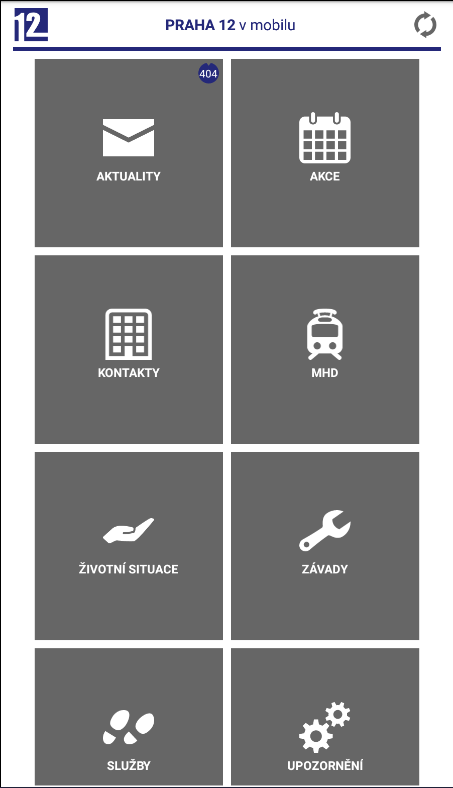 12
PRAHA 12 v mobilu
404
AKTUALITY
AKCE
KONTAKTY
MHD
ŽIVOTNÍ SITUACE
ZÁVADY
SLUŽBY
UPOZORNĚNÍ